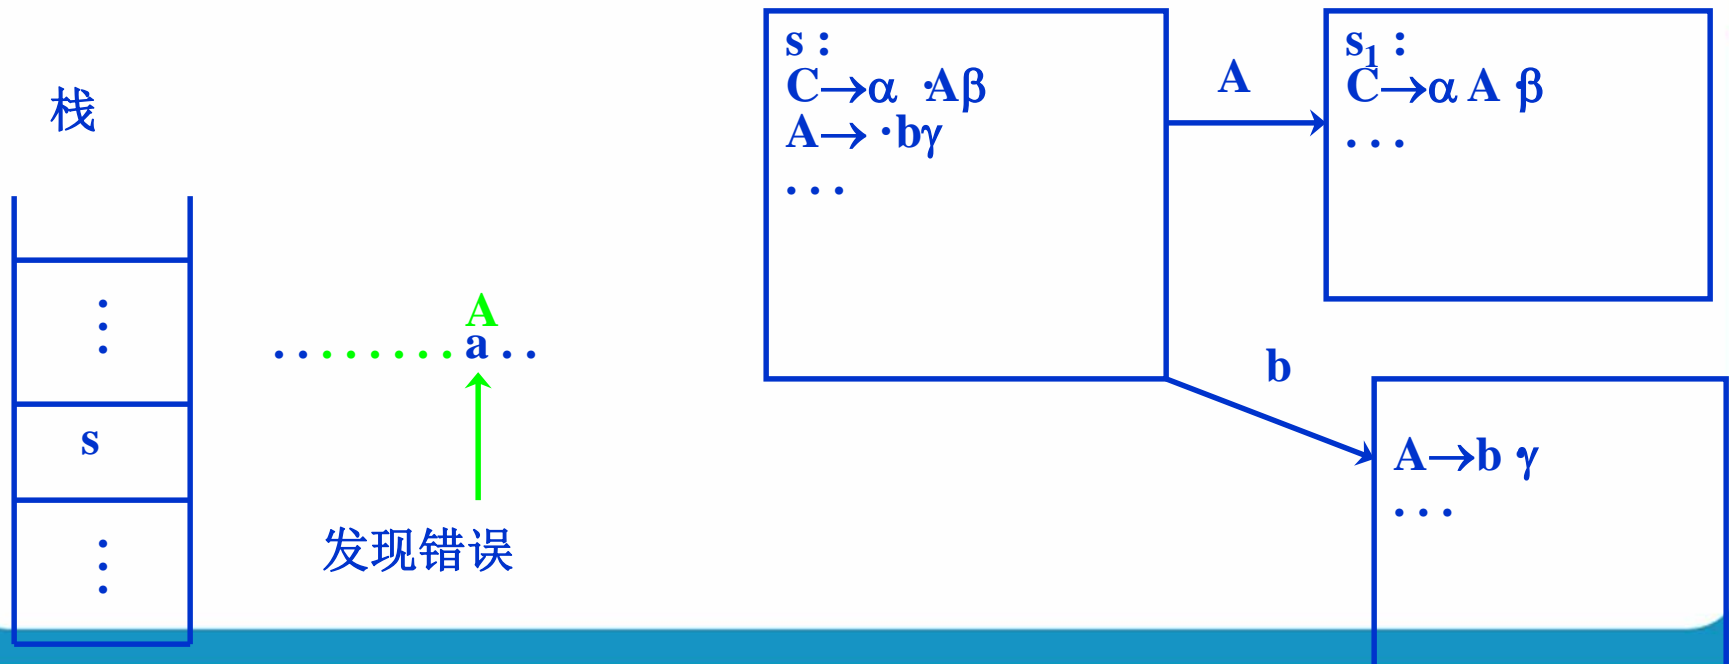 栈
⋮
s
⋮
A
. . . . . . . . a . .
发现错误
s :
C→α ·Aβ
A→ ·bγ
. . .
A
s₁ :
C→α A ·β
. . .
b
A→b ·γ
. . .